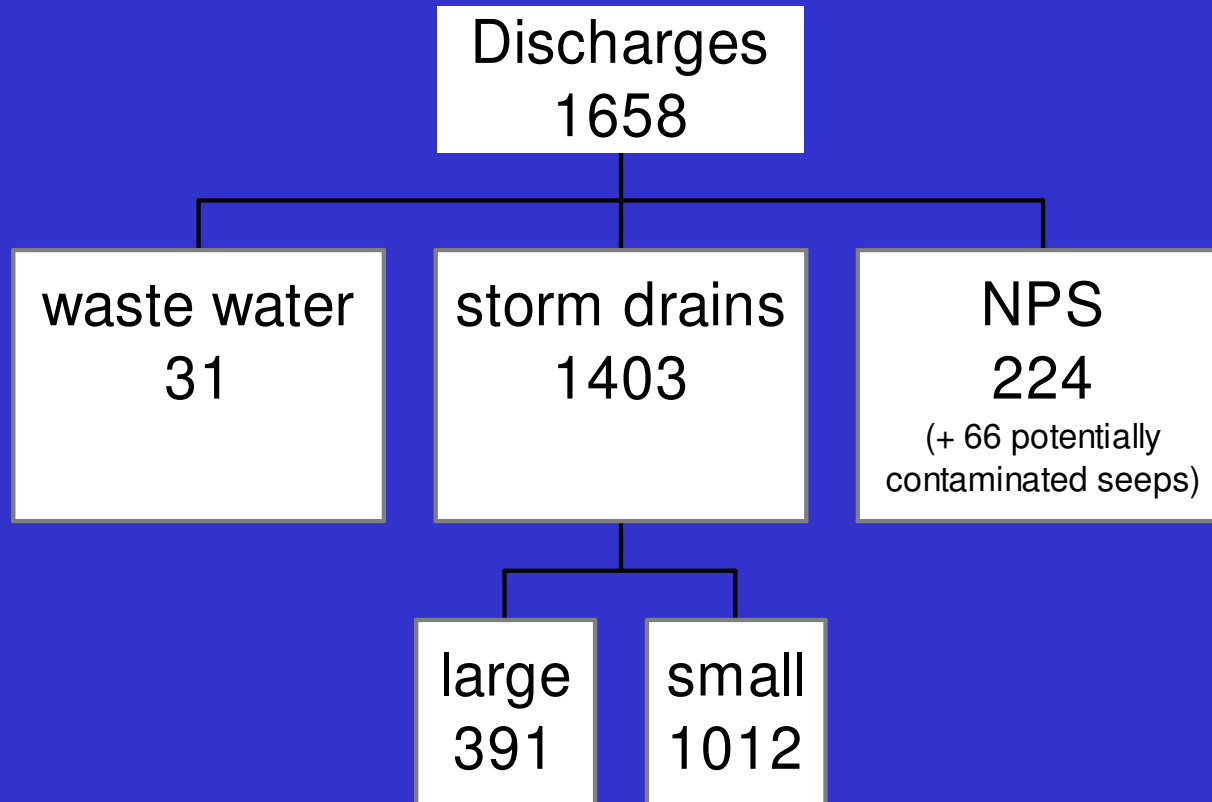 Discharges
1658
waste water
31
storm drains
1403
NPS
224
(+ 66 potentially
contaminated seeps)
large
391
small
1012